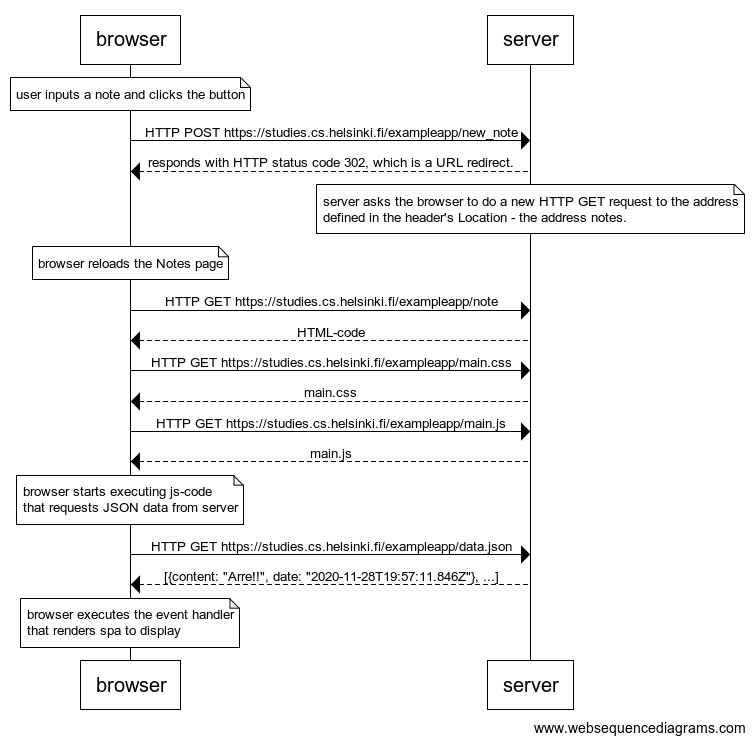 browser
server
user inputs a note and clicks the button
HTTP POST https://studies.cs.helsinki.fi/exampleapp/new_note
responds with HTTP status code 302, which is a URL redirect.
server asks the browser to do a new HTTP GET request to the address
defined in the header's Location - the address notes.
browser reloads the Notes page
HTTP GET https://studies.cs.helsinki.fi/exampleapp/note
HTML-code
HTTP GET https://studies.cs.helsinki.fi/exampleapp/main.css
main.css
HTTP GET https://studies.cs.helsinki.fi/exampleapp/main.js
main.js
browser starts executing js-code
that requests JSON data from server
HTTP GET https://studies.cs.helsinki.fi/exampleapp/data.json
[{content: "Arre!!", date: "2020-11-28T19:57:11.846Z"}, ...]
browser executes the event handler
that renders spa to display
browser
server
www.websequencediagrams.com